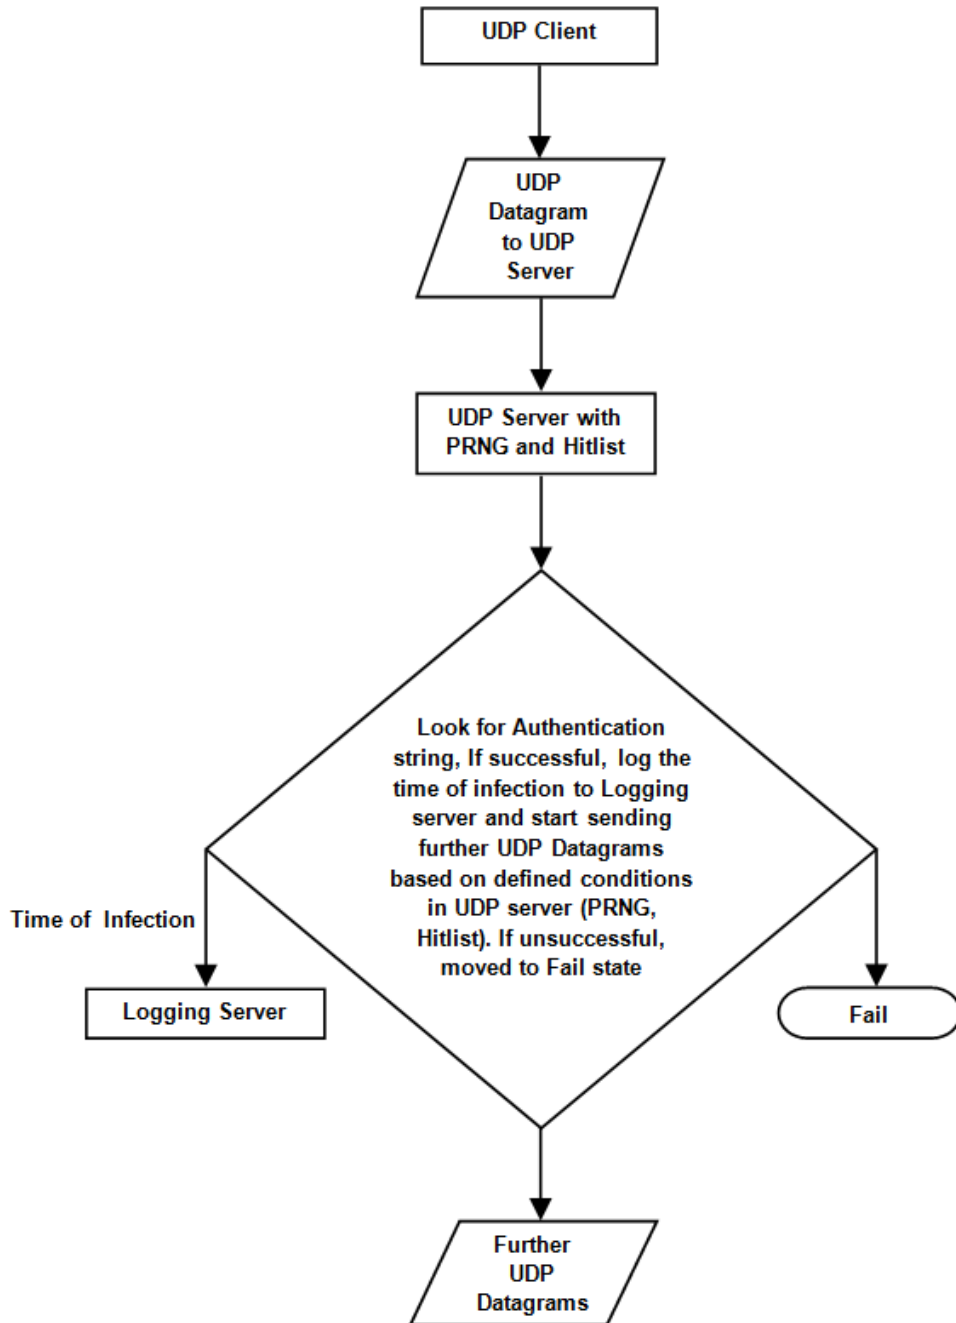 UDP Client
UDP
Datagram
to UDP
Server
UDP Server with
PRNG and Hitlist
Look for Authentication
string, If successful, log the
time of infection to Logging
server and start sending
further UDP Datagrams
based on defined conditions
in UDP server (PRNG,
Hitlist). If unsuccessful,
moved to Fail state
Time of Infection
Logging Server
Fail
Further
UDP
Datagrams